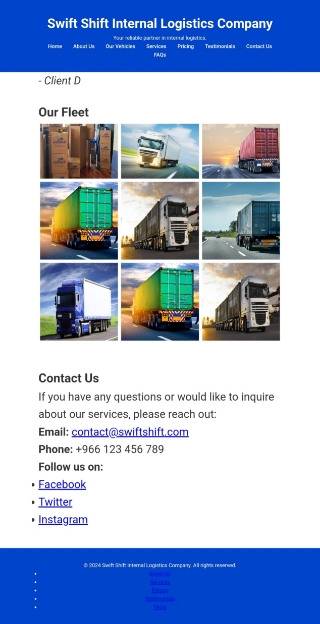 Swift Shift Internal Logistics Company
Your reliable partner in internal logistics.
Home About Us Our Vehicles Services Pricing Testimonials Contact Us
FAQs
- Client D
Our Fleet
Contact Us
If you have any questions or would like to inquire
about our services, please reach out:
Email: contact@swiftshift.com
Phone: +966 123 456 789
Follow us on:
• Facebook
• Twitter
• Instagram
© 2024 Swift Shift Internal Logistics Company. All rights reserved.
• About Us
• Services
• Pricing
• Testimonials
• FAQs